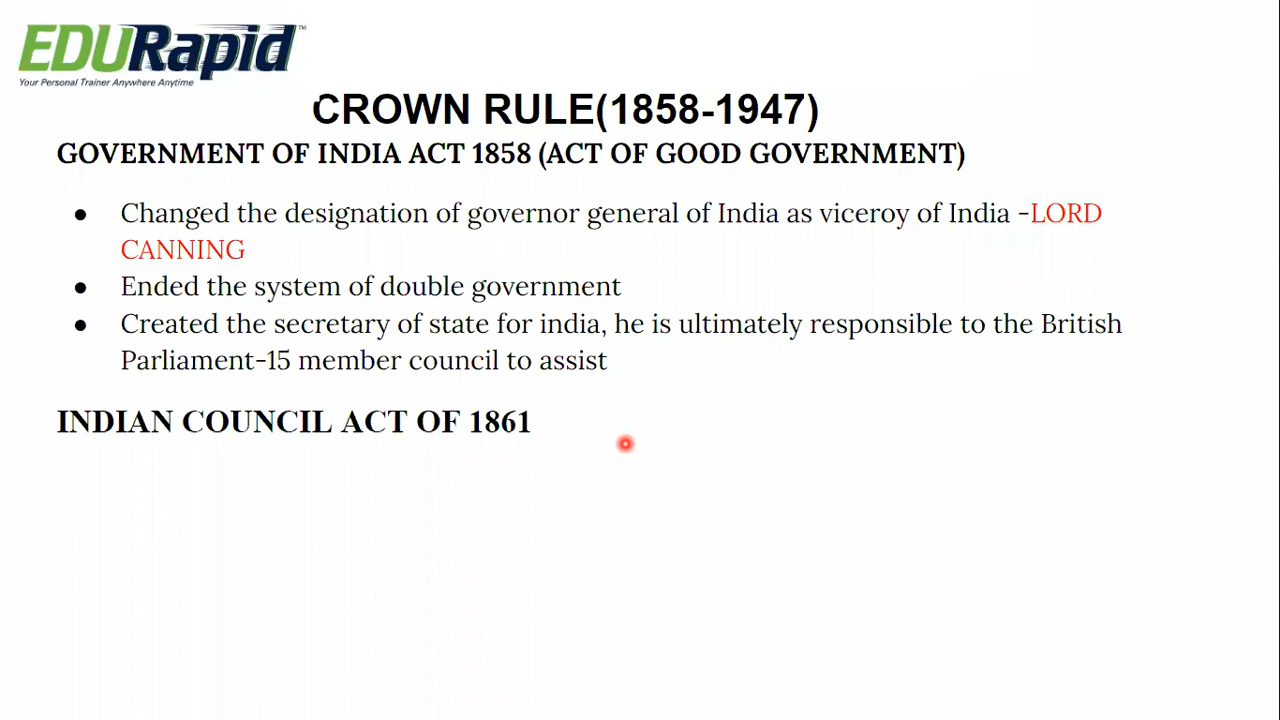 EDURapid™
Your Personal Trainer Anywhere Anytime
CROWN RULE(1858-1947)
GOVERNMENT OF INDIA ACT 1858 (ACT OF GOOD GOVERNMENT)
● Changed the designation of governor general of India as viceroy of India -LORD
CANNING
● Ended the system of double government
● Created the secretary of state for india, he is ultimately responsible to the British
Parliament-15 member council to assist
INDIAN COUNCIL ACT OF 1861